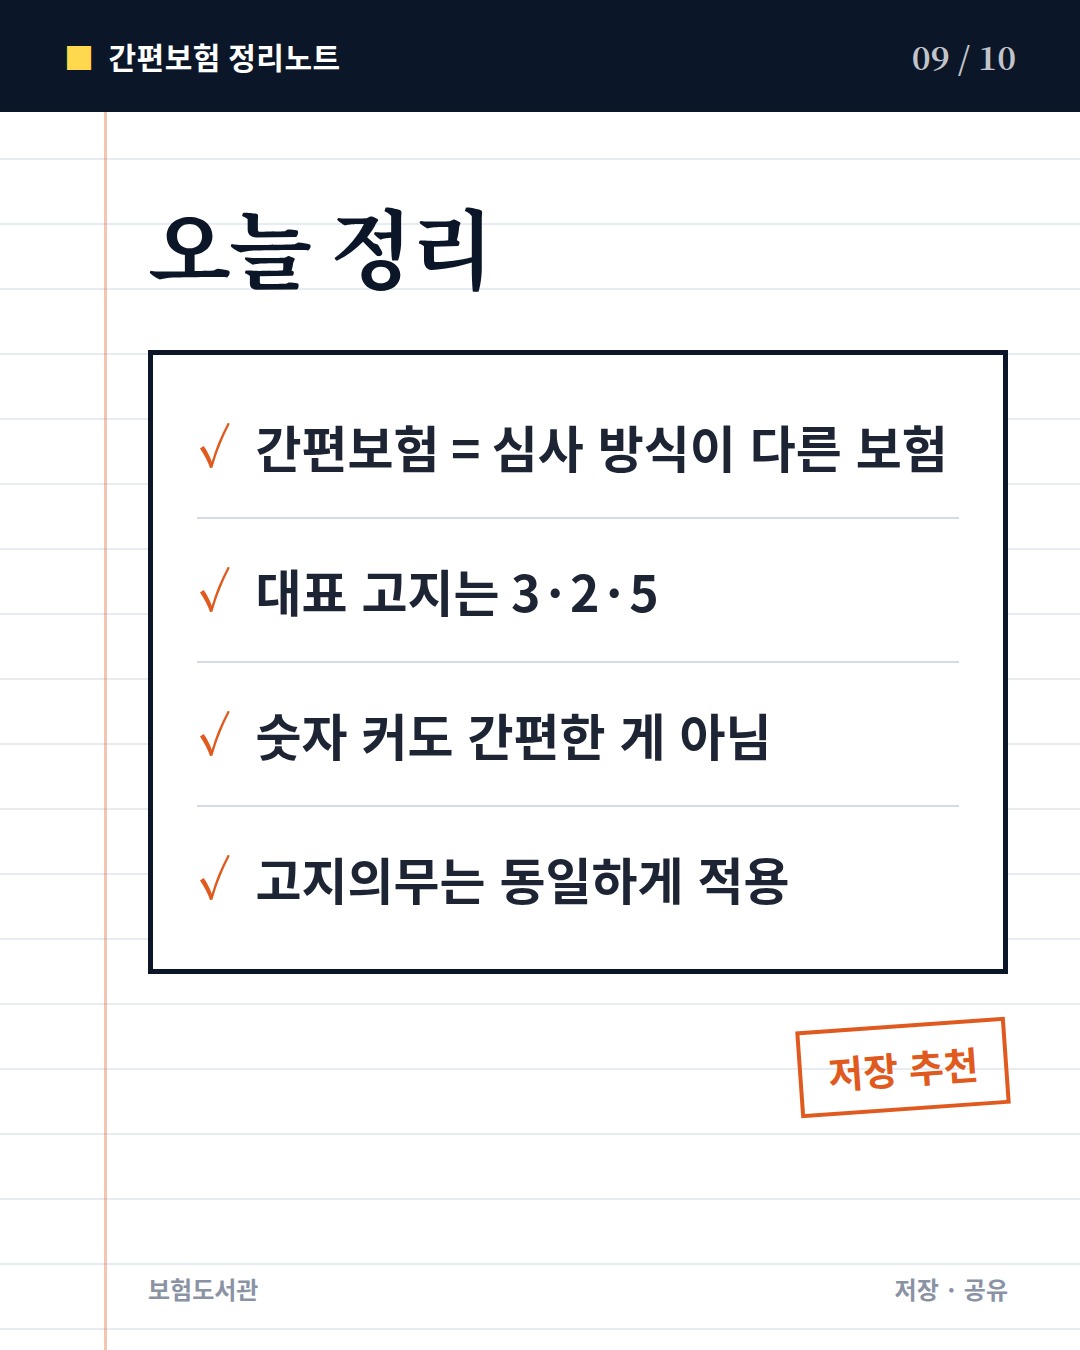 간편보험 정리노트
09 / 10
오늘 정리
✓ 간편보험 = 심사 방식이 다른 보험
✓ 대표 고지는 3·2·5
✓ 숫자 커도 간편한 게 아님
✓ 고지의무는 동일하게 적용
저장 추천
보험도서관
저장 · 공유